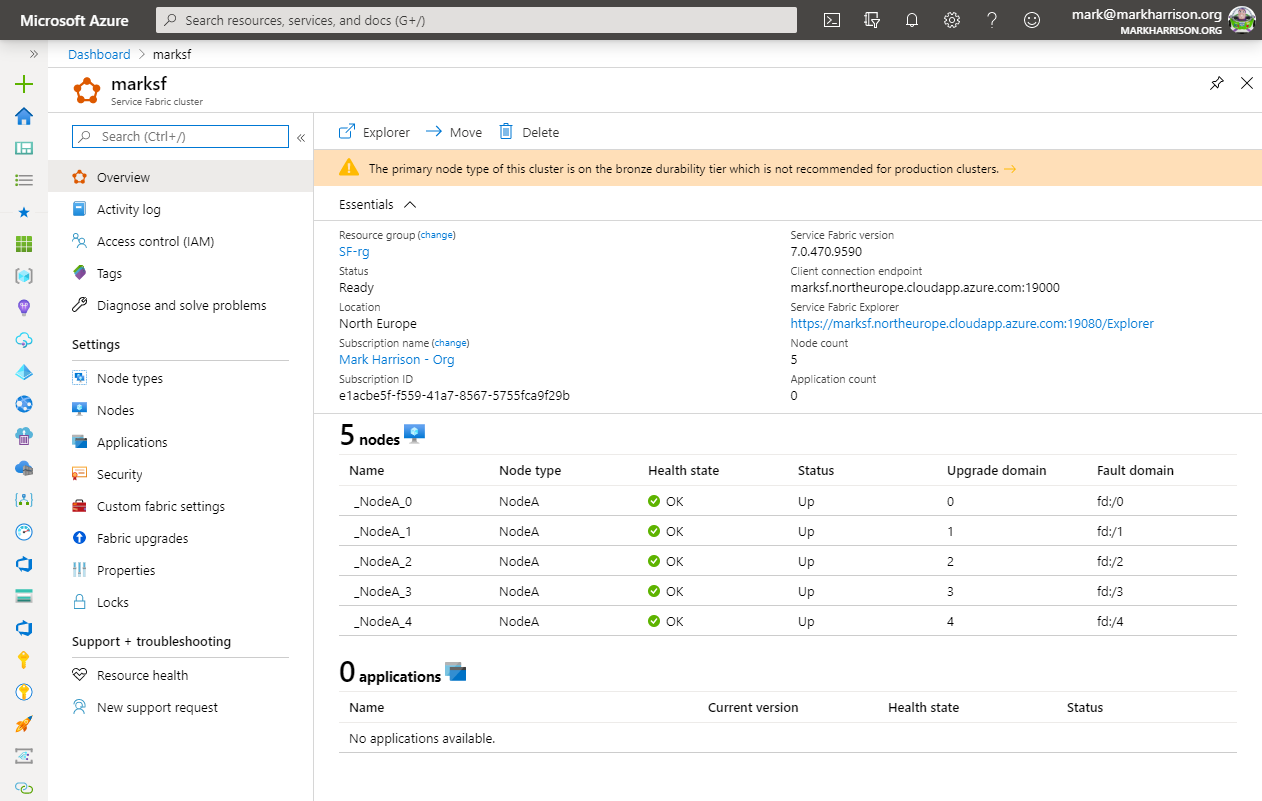 Microsoft Azure
Search resources, services, and docs (G+/)
mark@markharrison.org
MARKHARRISON.ORG
Dashboard > marksf
marksf
Service Fabric cluster
Search (Ctrl+/)
Overview
Activity log
Access control (IAM)
Tags
Diagnose and solve problems
Settings
Node types
Nodes
Applications
Security
Custom fabric settings
Fabric upgrades
Properties
Locks
Support + troubleshooting
Resource health
New support request
Explorer Move Delete
The primary node type of this cluster is on the bronze durability tier which is not recommended for production clusters. →
Essentials
Resource group (change)
SF-rg
Status
Ready
Location
North Europe
Subscription name (change)
Mark Harrison - Org
Subscription ID
e1acbe5f-f559-41a7-8567-5755fca9f29b
Service Fabric version
7.0.470.9590
Client connection endpoint
marksf.northeurope.cloudapp.azure.com:19000
Service Fabric Explorer
https://marksf.northeurope.cloudapp.azure.com:19080/Explorer
Node count
5
Application count
0
5 nodes
Name Node type Health state Status Upgrade domain Fault domain
_NodeA_0 NodeA OK Up 0 fd:/0
_NodeA_1 NodeA OK Up 1 fd:/1
_NodeA_2 NodeA OK Up 2 fd:/2
_NodeA_3 NodeA OK Up 3 fd:/3
_NodeA_4 NodeA OK Up 4 fd:/4
0 applications
Name Current version Health state Status
No applications available.